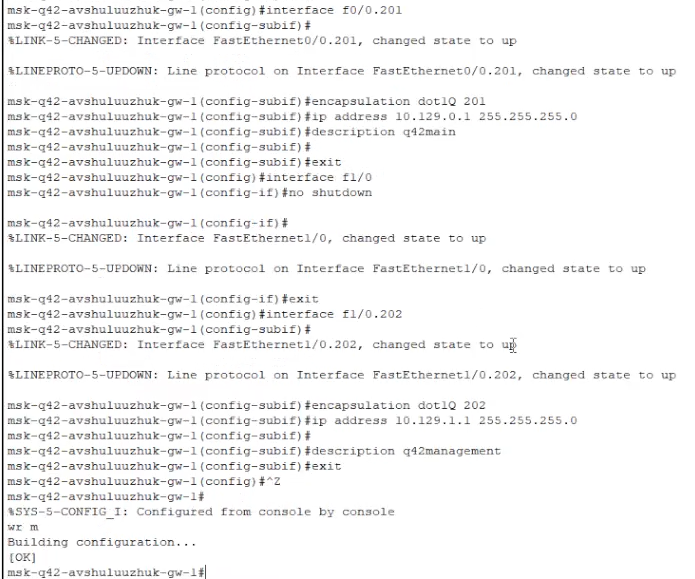 msk-q42-avshuluuzhuk-gw-1(config)#interface f0/0.201
msk-q42-avshuluuzhuk-gw-1(config-subif)#
%LINK-5-CHANGED: Interface FastEthernet0/0.201, changed state to up
%LINEPROTO-5-UPDOWN: Line protocol on Interface FastEthernet0/0.201, changed state to up
msk-q42-avshuluuzhuk-gw-1(config-subif)#encapsulation dot1Q 201
msk-q42-avshuluuzhuk-gw-1(config-subif)#ip address 10.129.0.1 255.255.255.0
msk-q42-avshuluuzhuk-gw-1(config-subif)#description q42main
msk-q42-avshuluuzhuk-gw-1(config-subif)#
msk-q42-avshuluuzhuk-gw-1(config-subif)#exit
msk-q42-avshuluuzhuk-gw-1(config)#interface f1/0
msk-q42-avshuluuzhuk-gw-1(config-if)#no shutdown
msk-q42-avshuluuzhuk-gw-1(config-if)#
%LINK-5-CHANGED: Interface FastEthernet1/0, changed state to up
%LINEPROTO-5-UPDOWN: Line protocol on Interface FastEthernet1/0, changed state to up
msk-q42-avshuluuzhuk-gw-1(config-if)#exit
msk-q42-avshuluuzhuk-gw-1(config)#interface f1/0.202
msk-q42-avshuluuzhuk-gw-1(config-subif)#
%LINK-5-CHANGED: Interface FastEthernet1/0.202, changed state to up
%LINEPROTO-5-UPDOWN: Line protocol on Interface FastEthernet1/0.202, changed state to up
msk-q42-avshuluuzhuk-gw-1(config-subif)#encapsulation dot1Q 202
msk-q42-avshuluuzhuk-gw-1(config-subif)#ip address 10.129.1.1 255.255.255.0
msk-q42-avshuluuzhuk-gw-1(config-subif)#
msk-q42-avshuluuzhuk-gw-1(config-subif)#description q42management
msk-q42-avshuluuzhuk-gw-1(config-subif)#exit
msk-q42-avshuluuzhuk-gw-1(config)#^Z
msk-q42-avshuluuzhuk-gw-1#
%SYS-5-CONFIG_I: Configured from console by console
wr m
Building configuration...
[OK]
msk-q42-avshuluuzhuk-gw-1#